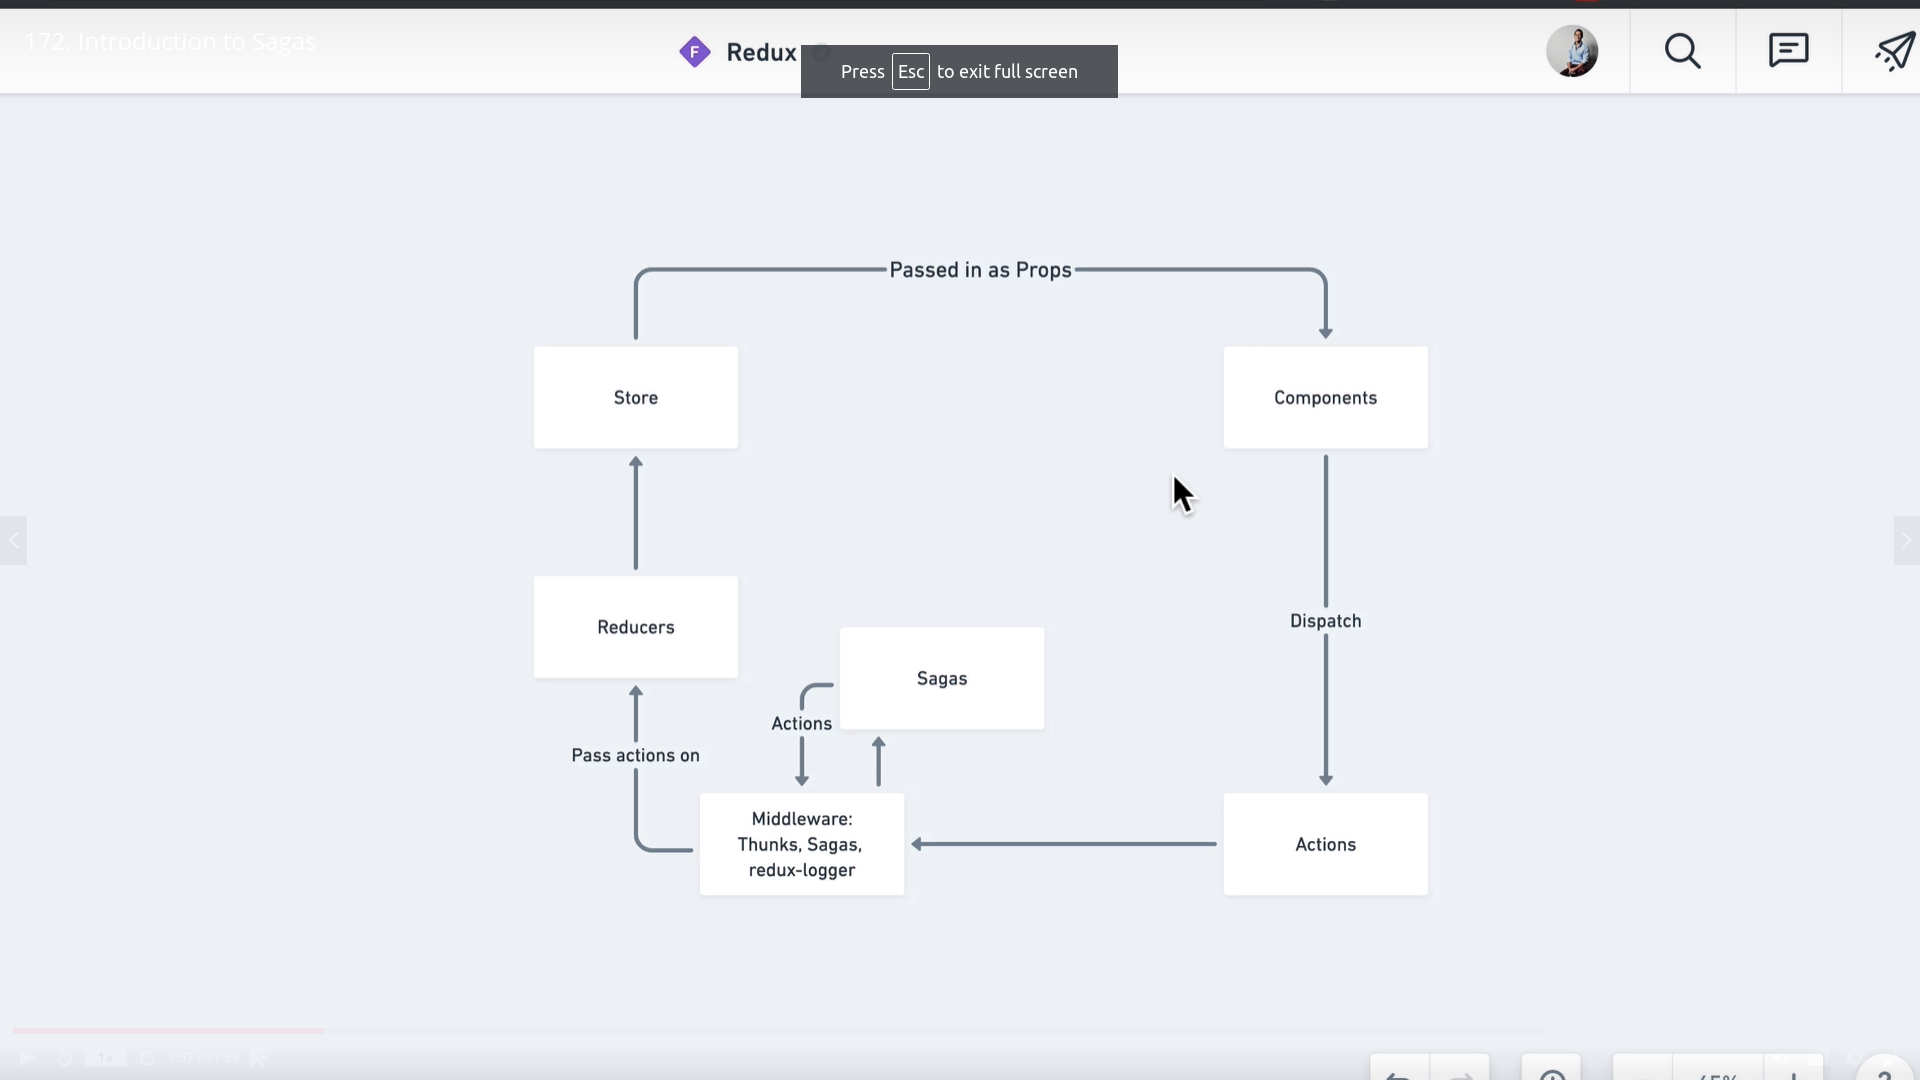 172. Introduction to Sagas
F
Redux
Press Esc to exit full screen
Passed in as Props
Store
Components
Dispatch
Reducers
Sagas
Actions
Pass actions on
Middleware:
Thunks, Sagas,
redux-logger
Actions
1x